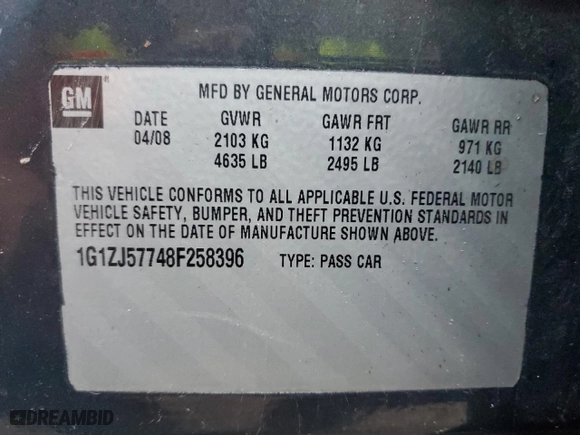 GM ®
MFD BY GENERAL MOTORS CORP.
DATE GVWR GAWR FRT GAWR RR
04/08 2103 KG 1132 KG 971 KG
4635 LB 2495 LB 2140 LB
THIS VEHICLE CONFORMS TO ALL APPLICABLE U.S. FEDERAL MOTOR
VEHICLE SAFETY, BUMPER, AND THEFT PREVENTION STANDARDS IN
EFFECT ON THE DATE OF MANUFACTURE SHOWN ABOVE.
1G1ZJ57748F258396 TYPE: PASS CAR
DREAMBID